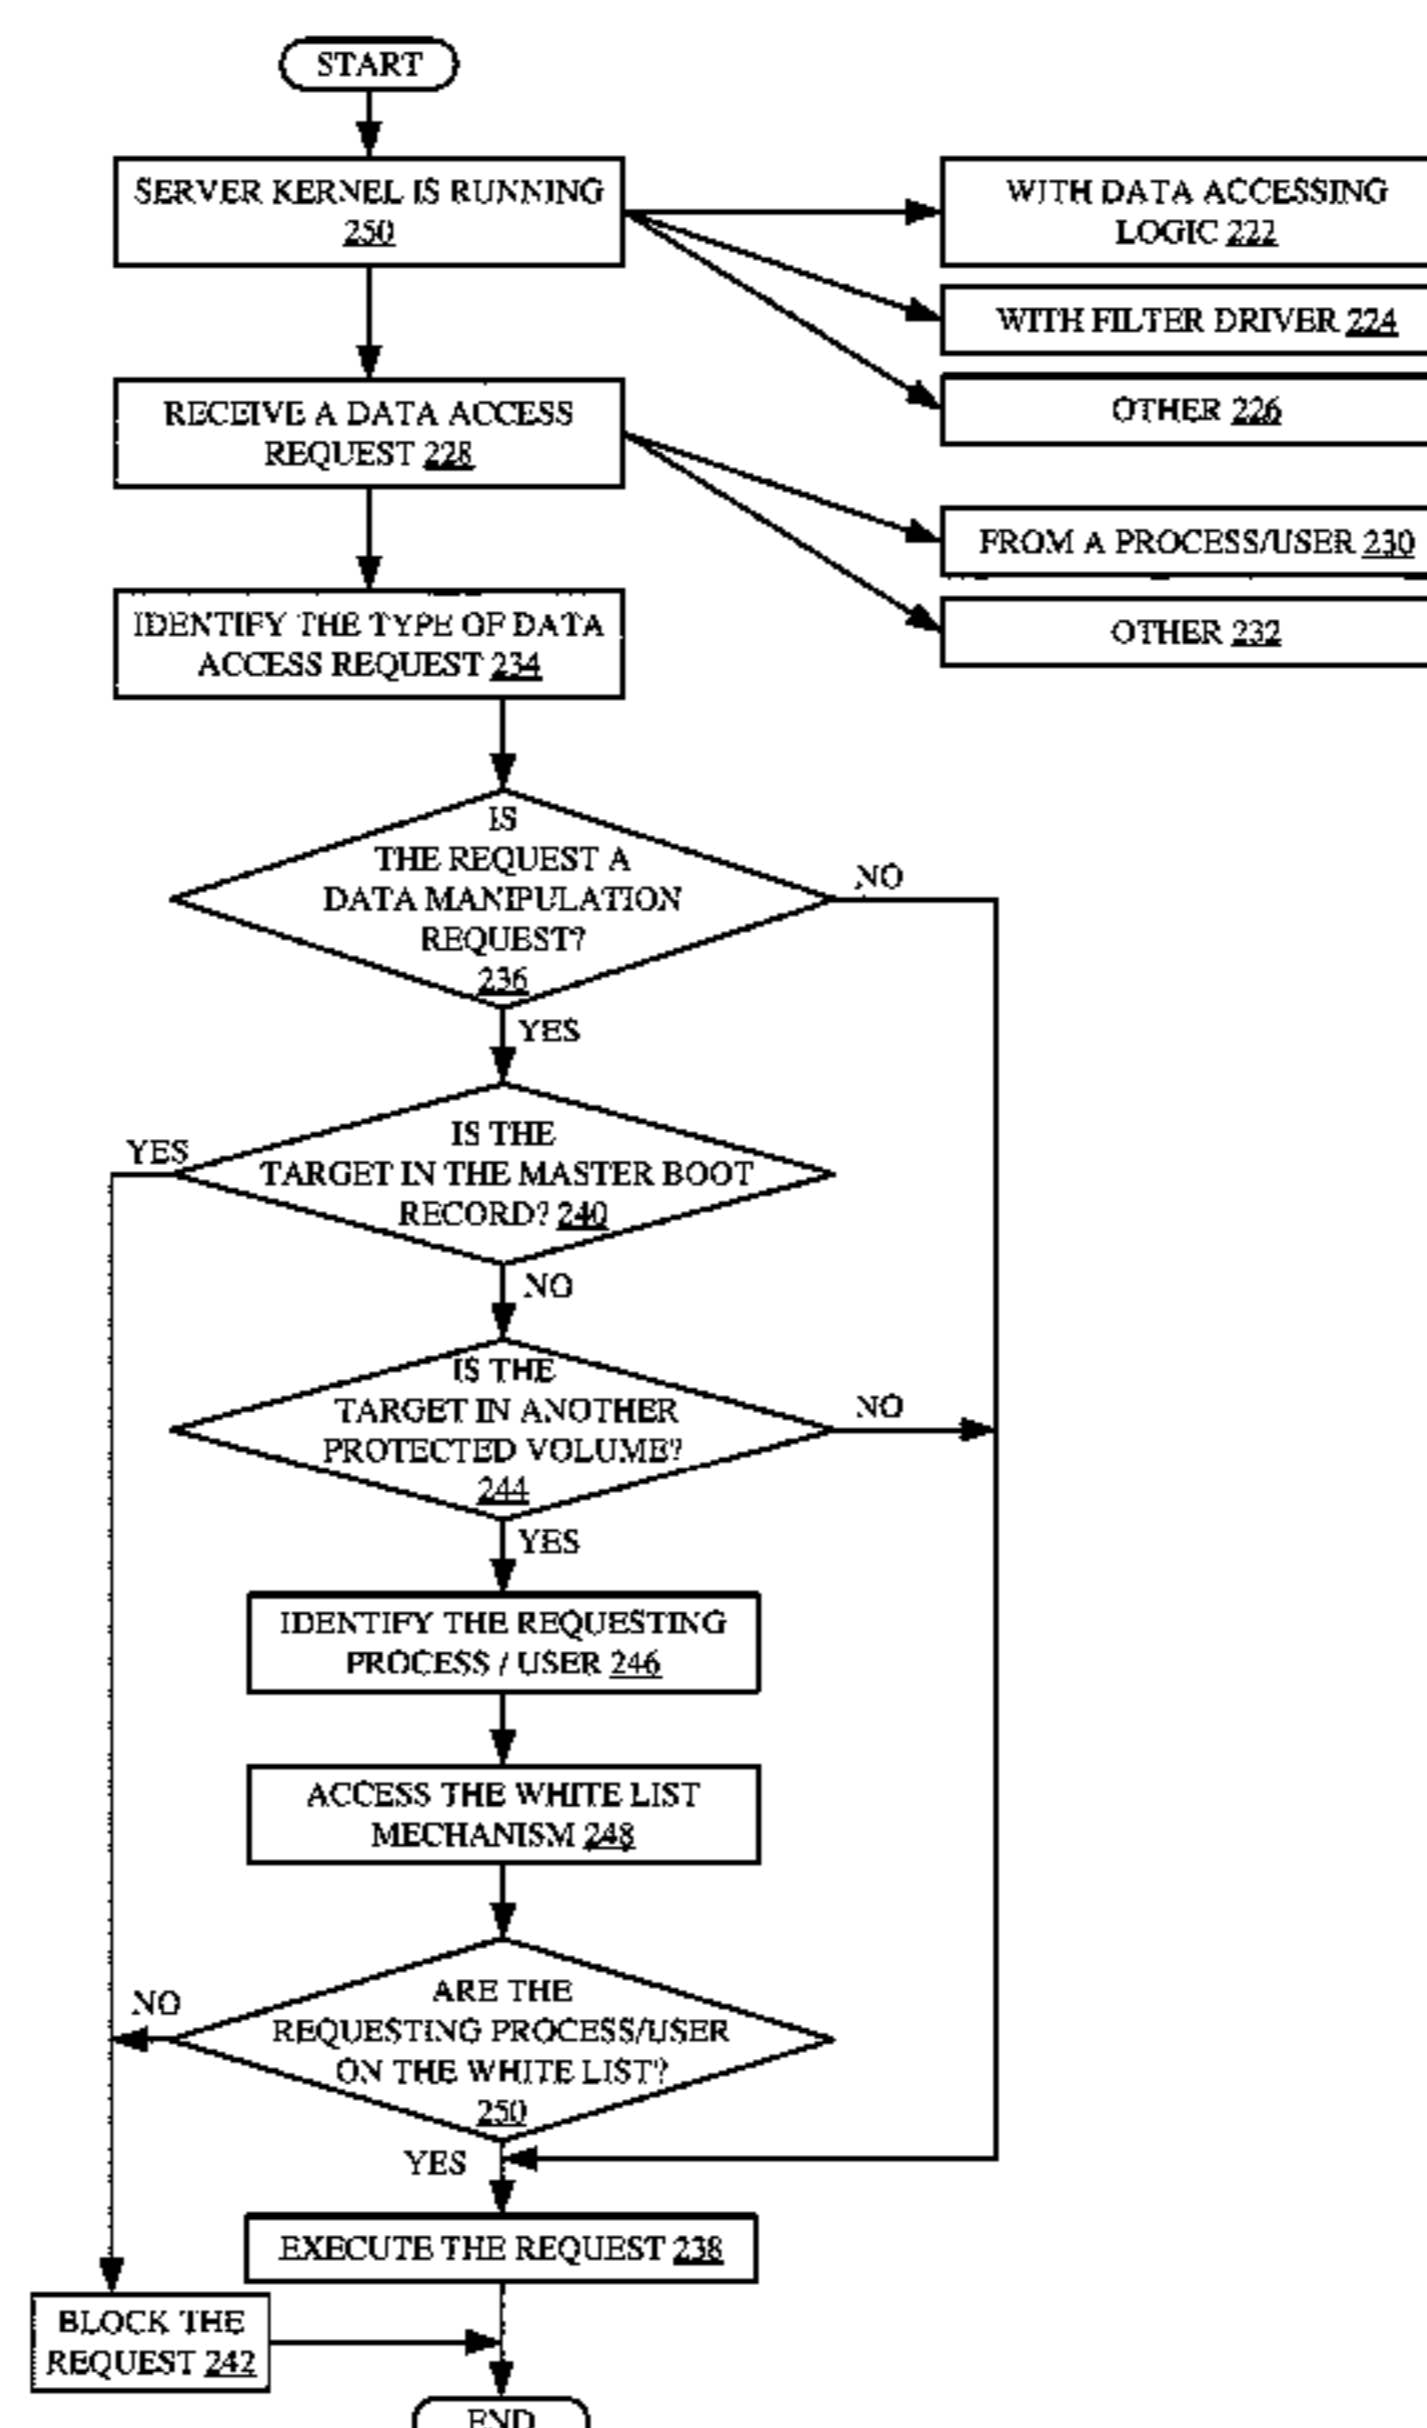 START
SERVER KERNEL IS RUNNING
250
WITH DATA ACCESSING
LOGIC 222
WITH FILTER DRIVER 224
OTHER 226
RECEIVE A DATA ACCESS
REQUEST 228
FROM A PROCESS/USER 230
OTHER 232
IDENTIFY THE TYPE OF DATA
ACCESS REQUEST 234
IS
THE REQUEST A
DATA MANIPULATION
REQUEST?
236
NO
YES
IS THE
TARGET IN THE MASTER BOOT
RECORD? 240
YES
NO
IS THE
TARGET IN ANOTHER
PROTECTED VOLUME?
244
NO
YES
IDENTIFY THE REQUESTING
PROCESS / USER 246
ACCESS THE WHITE LIST
MECHANISM 248
ARE THE
REQUESTING PROCESS/USER
ON THE WHITE LIST?
250
NO
YES
EXECUTE THE REQUEST 238
BLOCK THE
REQUEST 242
END